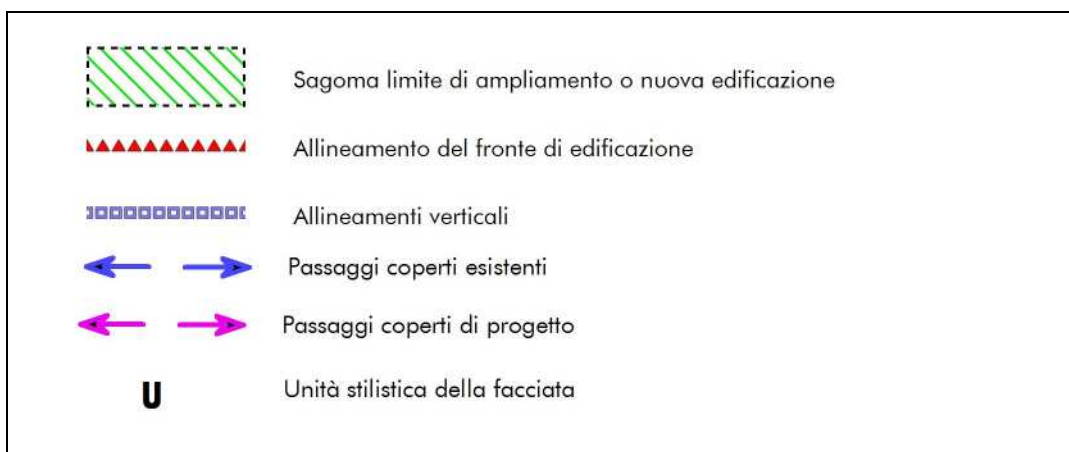 Sagoma limite di ampliamento o nuova edificazione
Allineamento del fronte di edificazione
Allineamenti verticali
Passaggi coperti esistenti
Passaggi coperti di progetto
U Unità stilistica della facciata